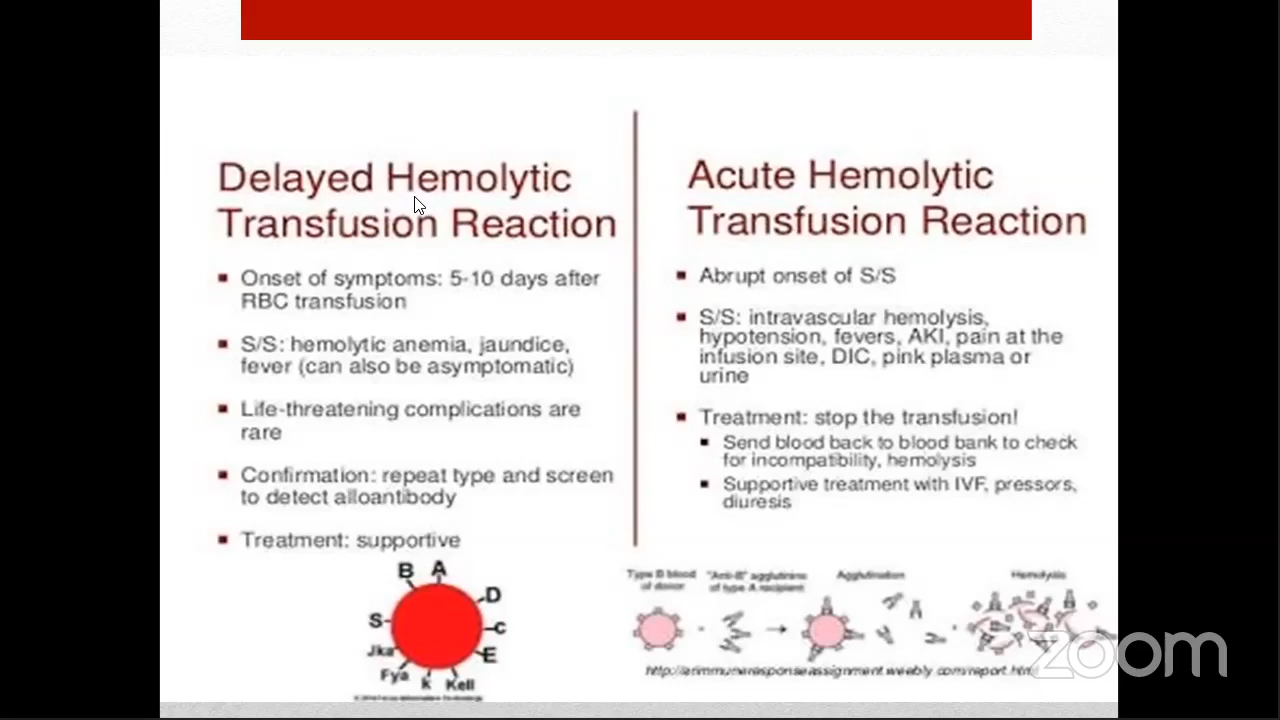 Delayed Hemolytic
Transfusion Reaction
Onset of symptoms: 5-10 days after
RBC transfusion
S/S: hemolytic anemia, jaundice,
fever (can also be asymptomatic)
Life-threatening complications are
rare
Confirmation: repeat type and screen
to detect alloantibody
Treatment: supportive
B A
D
S
c
Jka
E
Fya
k
Kell
Acute Hemolytic
Transfusion Reaction
Abrupt onset of S/S
S/S: intravascular hemolysis,
hypotension, fevers, AKI, pain at the
infusion site, DIC, pink plasma or
urine
Treatment: stop the transfusion!
Send blood back to blood bank to check
for incompatibility, hemolysis
Supportive treatment with IVF, pressors,
diuresis
Type B blood
of donor
"Anti-B" agglutinins
of type A recipient
Agglutination
Hemolysis
zoom